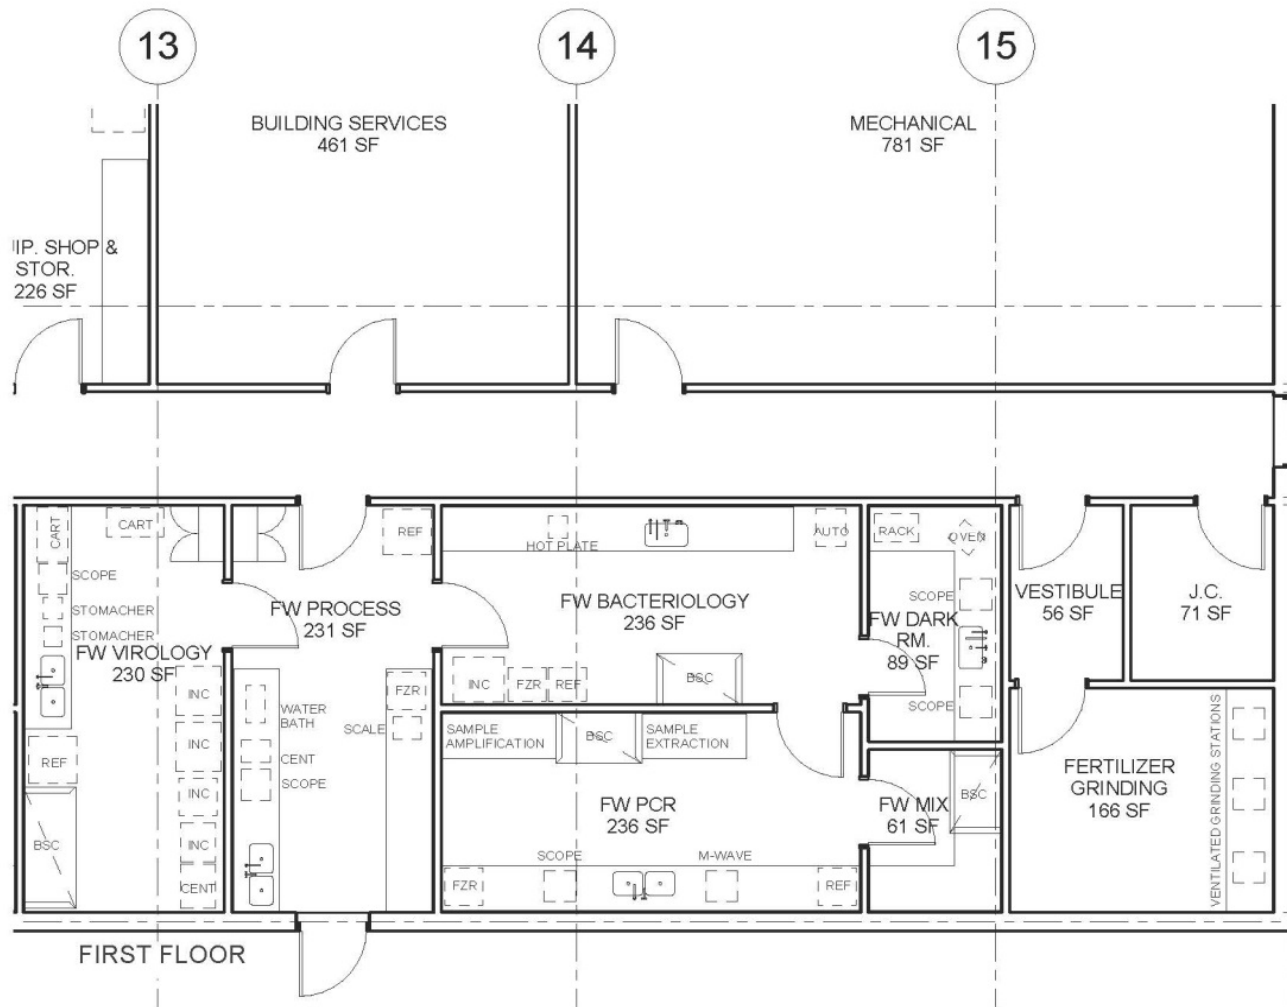 13
14
15
BUILDING SERVICES
461 SF
MECHANICAL
781 SF
IP. SHOP &
STOR.
226 SF
CART
CART
SCOPE
STOMACHER
STOMACHER
FW VIROLOGY
230 SF
INC
INC
INC
INC
CENT
REF
BSC
REF
FW PROCESS
231 SF
WATER
BATH
CENT
SCOPE
FZR
SCALE
HOT PLATE
AUTO
FW BACTERIOLOGY
236 SF
INC
FZR
REF
BSC
SAMPLE
AMPLIFICATION
BSC
SAMPLE
EXTRACTION
FW PCR
236 SF
SCOPE
M-WAVE
FZR
REF
RACK
OVEN
SCOPE
FW DARK
RM.
89 SF
SCOPE
FW MIX
61 SF
BSC
VESTIBULE
56 SF
J.C.
71 SF
FERTILIZER
GRINDING
166 SF
VENTILATED GRINDING STATIONS
FIRST FLOOR